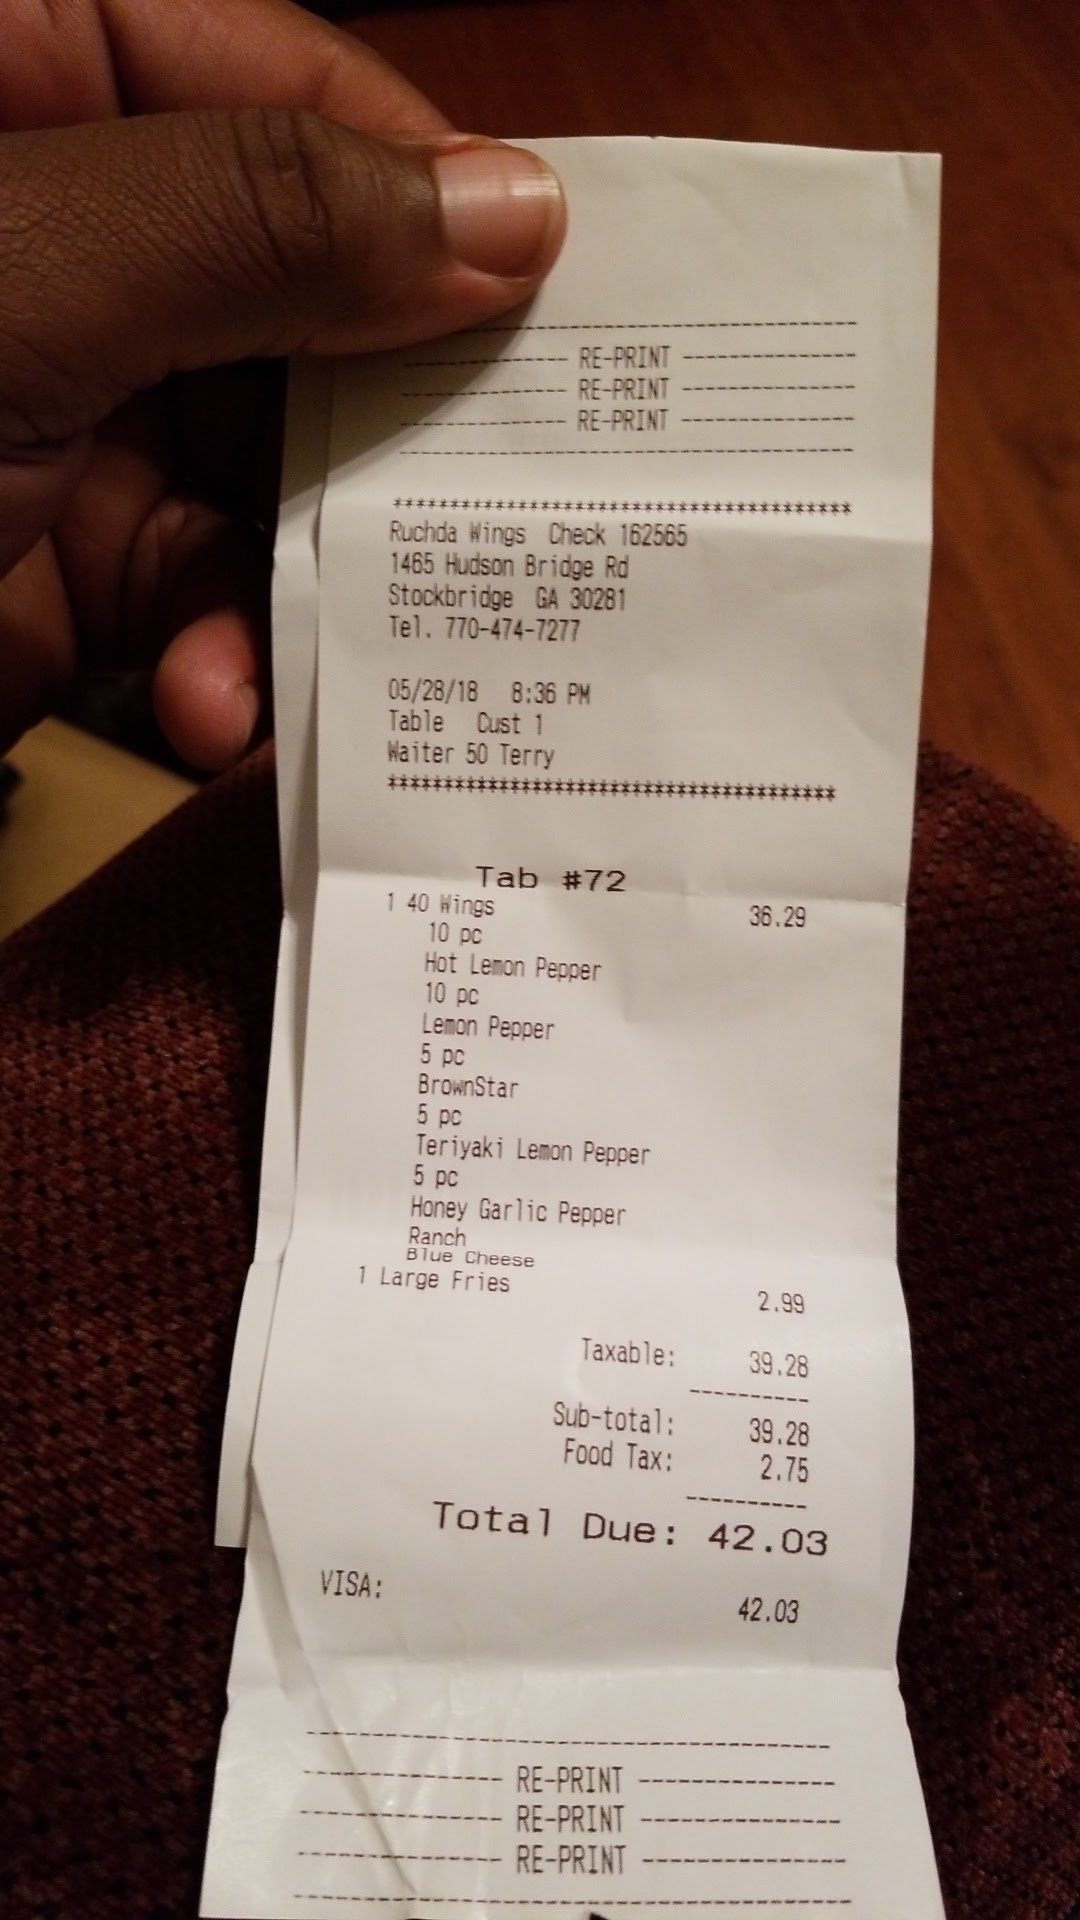 ---------------------------------------
--------------- RE-PRINT ---------------
--------------- RE-PRINT ---------------
--------------- RE-PRINT ---------------
---------------------------------------
****************************************
Ruchda Wings Check 162565
1465 Hudson Bridge Rd
Stockbridge GA 30281
Tel. 770-474-7277
05/28/18 8:36 PM
Table Cust 1
Waiter 50 Terry
****************************************
Tab #72
1 40 Wings 36.29
10 pc
Hot Lemon Pepper
10 pc
Lemon Pepper
5 pc
BrownStar
5 pc
Teriyaki Lemon Pepper
5 pc
Honey Garlic Pepper
Ranch
Blue Cheese
1 Large Fries 2.99
Taxable: 39.28
----------
Sub-total: 39.28
Food Tax: 2.75
----------
Total Due: 42.03
VISA: 42.03
---------------------------------------
--------------- RE-PRINT ---------------
--------------- RE-PRINT ---------------
--------------- RE-PRINT ---------------
---------------------------------------